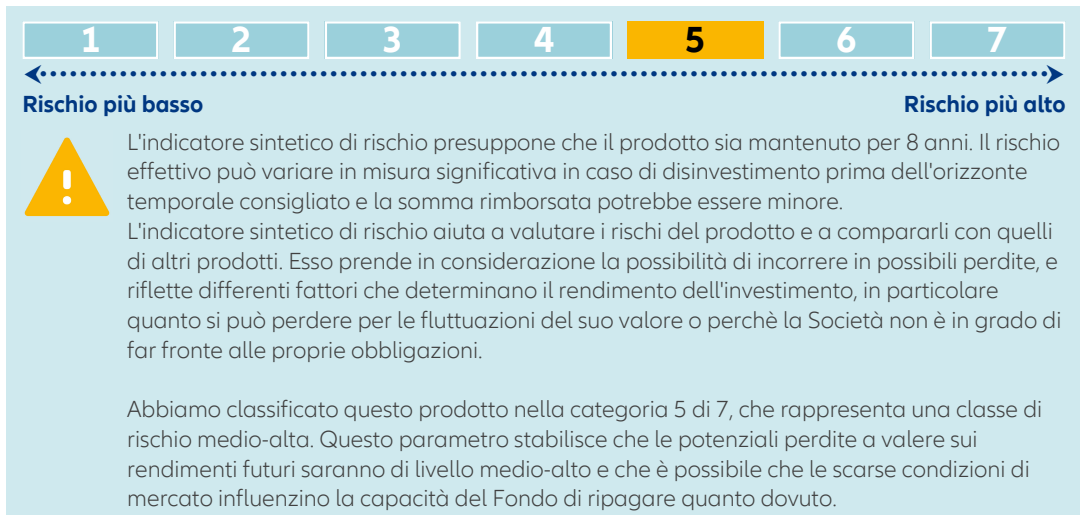 1 2 3 4 5 6 7
Rischio più basso Rischio più alto
L'indicatore sintetico di rischio presuppone che il prodotto sia mantenuto per 8 anni. Il rischio
effettivo può variare in misura significativa in caso di disinvestimento prima dell'orizzonte
temporale consigliato e la somma rimborsata potrebbe essere minore.
L'indicatore sintetico di rischio aiuta a valutare i rischi del prodotto e a compararli con quelli
di altri prodotti. Esso prende in considerazione la possibilità di incorrere in possibili perdite, e
riflette differenti fattori che determinano il rendimento dell'investimento, in particolare
quanto si può perdere per le fluttuazioni del suo valore o perchè la Società non è in grado di
far fronte alle proprie obbligazioni.
Abbiamo classificato questo prodotto nella categoria 5 di 7, che rappresenta una classe di
rischio medio-alta. Questo parametro stabilisce che le potenziali perdite a valere sui
rendimenti futuri saranno di livello medio-alto e che è possibile che le scarse condizioni di
mercato influenzino la capacità del Fondo di ripagare quanto dovuto.